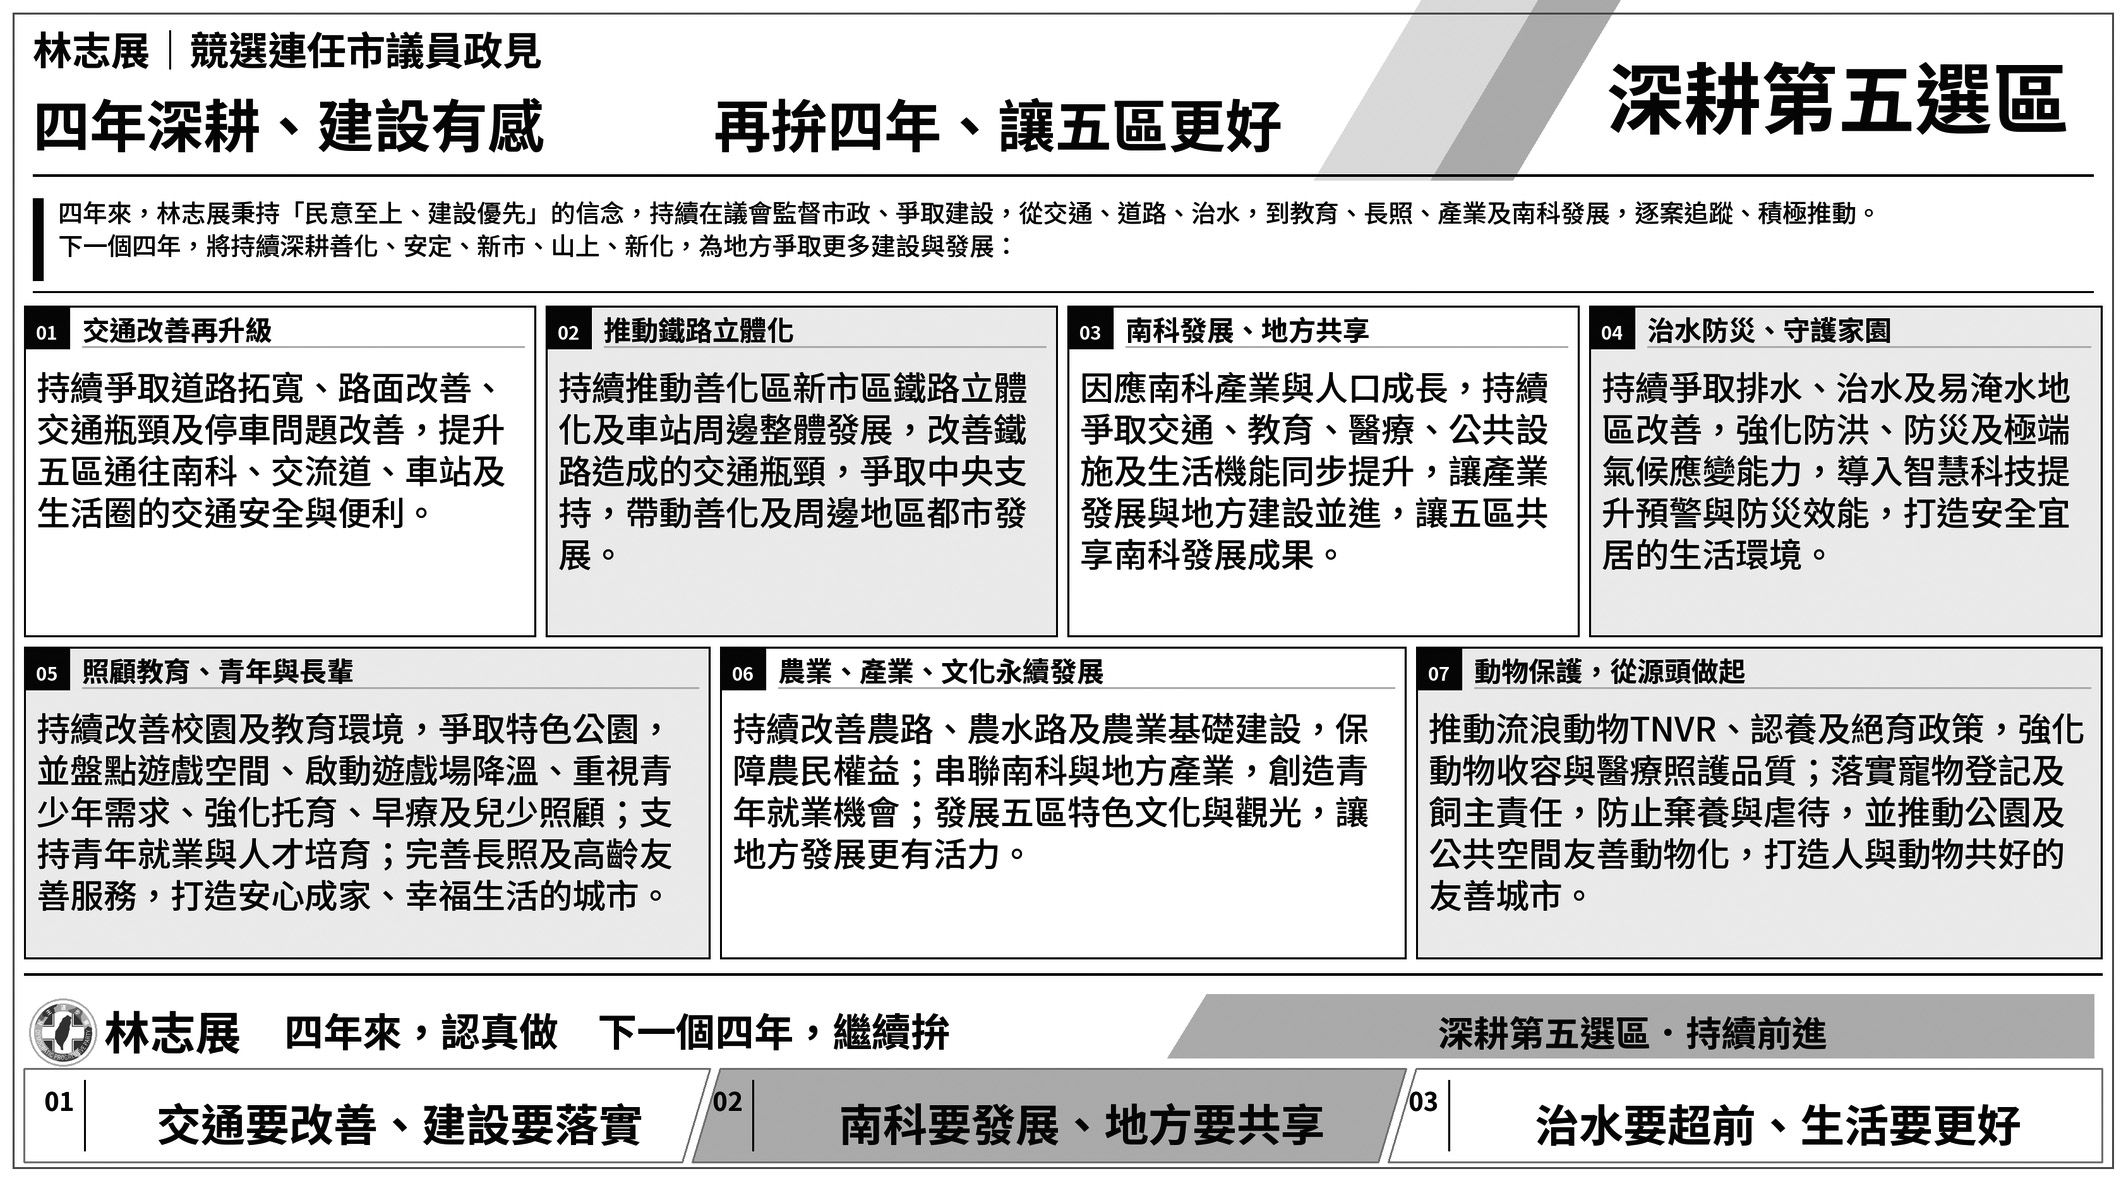 林志展｜競選連任市議員政見
四年深耕、建設有感
再拚四年、讓五區更好
深耕第五選區
四年來，林志展秉持「民意至上、建設優先」的信念，持續在議會監督市政、爭取建設，從交通、道路、治水，到教育、長照、產業及南科發展，逐案追蹤、積極推動。
下一個四年，將持續深耕善化、安定、新市、山上、新化，為地方爭取更多建設與發展：
01 交通改善再升級
持續爭取道路拓寬、路面改善、
交通瓶頸及停車問題改善，提升
五區通往南科、交流道、車站及
生活圈的交通安全與便利。
02 推動鐵路立體化
持續推動善化區新市區鐵路立體
化及車站周邊整體發展，改善鐵
路造成的交通瓶頸，爭取中央支
持，帶動善化及周邊地區都市發
展。
03 南科發展、地方共享
因應南科產業與人口成長，持續
爭取交通、教育、醫療、公共設
施及生活機能同步提升，讓產業
發展與地方建設並進，讓五區共
享南科發展成果。
04 治水防災、守護家園
持續爭取排水、治水及易淹水地
區改善，強化防洪、防災及極端
氣候應變能力，導入智慧科技提
升預警與防災效能，打造安全宜
居的生活環境。
05 照顧教育、青年與長輩
持續改善校園及教育環境，爭取特色公園，
並盤點遊戲空間、啟動遊戲場降溫、重視青
少年需求、強化托育、早療及兒少照顧；支
持青年就業與人才培育；完善長照及高齡友
善服務，打造安心成家、幸福生活的城市。
06 農業、產業、文化永續發展
持續改善農路、農水路及農業基礎建設，保
障農民權益；串聯南科與地方產業，創造青
年就業機會；發展五區特色文化與觀光，讓
地方發展更有活力。
07 動物保護，從源頭做起
推動流浪動物TNVR、認養及絕育政策，強化
動物收容與醫療照護品質；落實寵物登記及
飼主責任，防止棄養與虐待，並推動公園及
公共空間友善動物化，打造人與動物共好的
友善城市。
林志展 四年來，認真做 下一個四年，繼續拚
深耕第五選區・持續前進
01 交通要改善、建設要落實
02 南科要發展、地方要共享
03 治水要超前、生活要更好